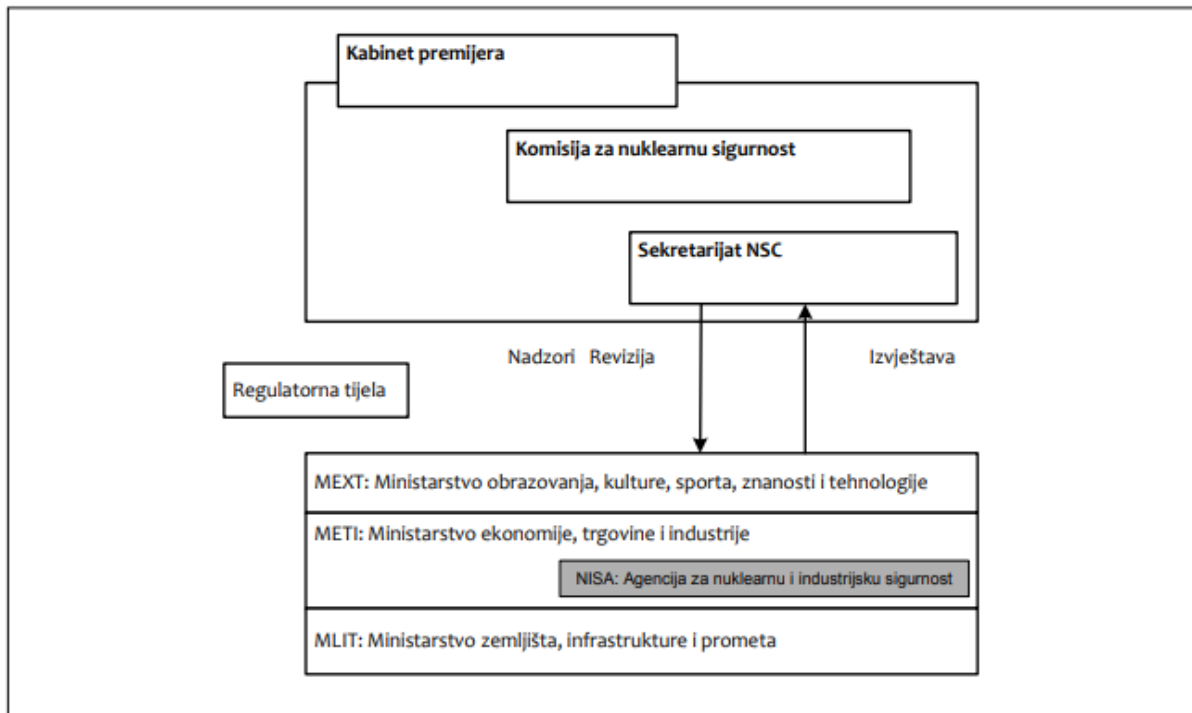 Kabinet premijera
Komisija za nuklearnu sigurnost
Sekretarijat NSC
Nadzori Revizija
Izvještava
Regulatorna tijela
MEXT: Ministarstvo obrazovanja, kulture, sporta, znanosti i tehnologije
METI: Ministarstvo ekonomije, trgovine i industrije
NISA: Agencija za nuklearnu i industrijsku sigurnost
MLIT: Ministarstvo zemljišta, infrastrukture i prometa